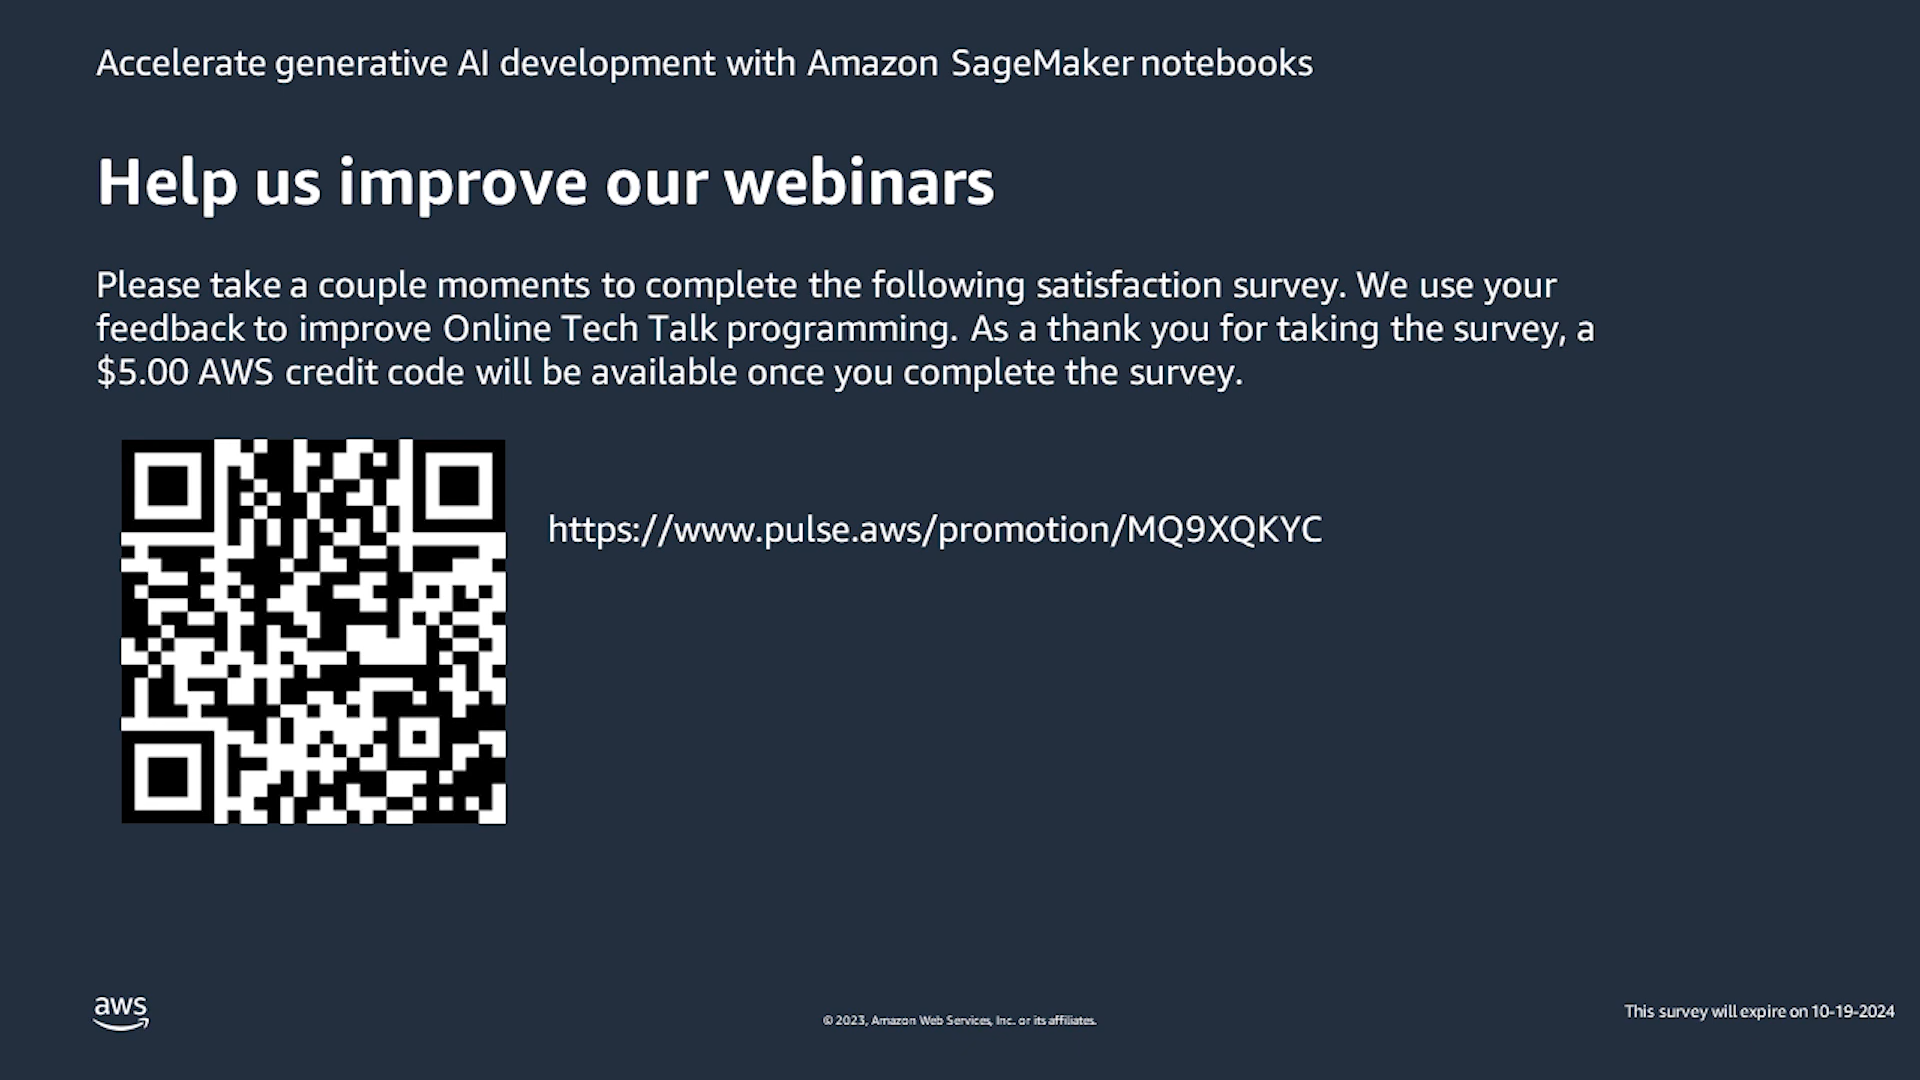 Accelerate generative AI development with Amazon SageMaker notebooks
Help us improve our webinars
Please take a couple moments to complete the following satisfaction survey. We use your
feedback to improve Online Tech Talk programming. As a thank you for taking the survey, a
$5.00 AWS credit code will be available once you complete the survey.
https://www.pulse.aws/promotion/MQ9XQKYC
aws
© 2023, Amazon Web Services, Inc. or its affiliates.
This survey will expire on 10-19-2024